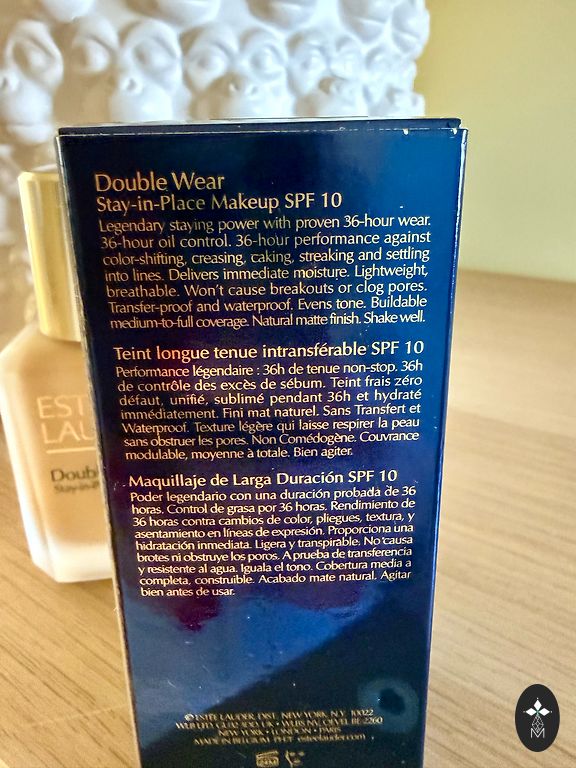 Double Wear
Stay-in-Place Makeup SPF 10
Legendary staying power with proven 36-hour wear.
36-hour oil control. 36-hour performance against
color-shifting, creasing, caking, streaking and settling
into lines. Delivers immediate moisture. Lightweight,
breathable. Won't cause breakouts or clog pores.
Transfer-proof and waterproof. Evens tone. Buildable
medium-to-full coverage. Natural matte finish. Shake well.
Teint longue tenue intransférable SPF 10
Performance légendaire : 36h de tenue non-stop. 36h
de contrôle des excès de sébum. Teint frais zéro
défaut, unifié, sublimé pendant 36h et hydraté
immédiatement. Fini mat naturel. Sans Transfert et
Waterproof. Texture légère qui laisse respirer la peau
sans obstruer les pores. Non Comédogène. Couvrance
modulable, moyenne à totale. Bien agiter.
Maquillaje de Larga Duración SPF 10
Poder legendario con una duración probada de 36
horas. Control de grasa por 36 horas. Rendimiento de
36 horas contra cambios de color, pliegues, textura, y
asentamiento en líneas de expresión. Proporciona una
hidratación inmediata. Ligera y transpirable. No causa
brotes ni obstruye los poros. A prueba de transferencia
y resistente al agua. Iguala el tono. Cobertura media a
completa, construible. Acabado mate natural. Agitar
bien antes de usar.
© ESTÉE LAUDER, DIST. NEW YORK, N.Y. 10022
NEW YORK • LONDON • PARIS
MADE IN BELGIUM esteelauder.com
24M
EST
LAU
Doubl
Stay-in-P
M